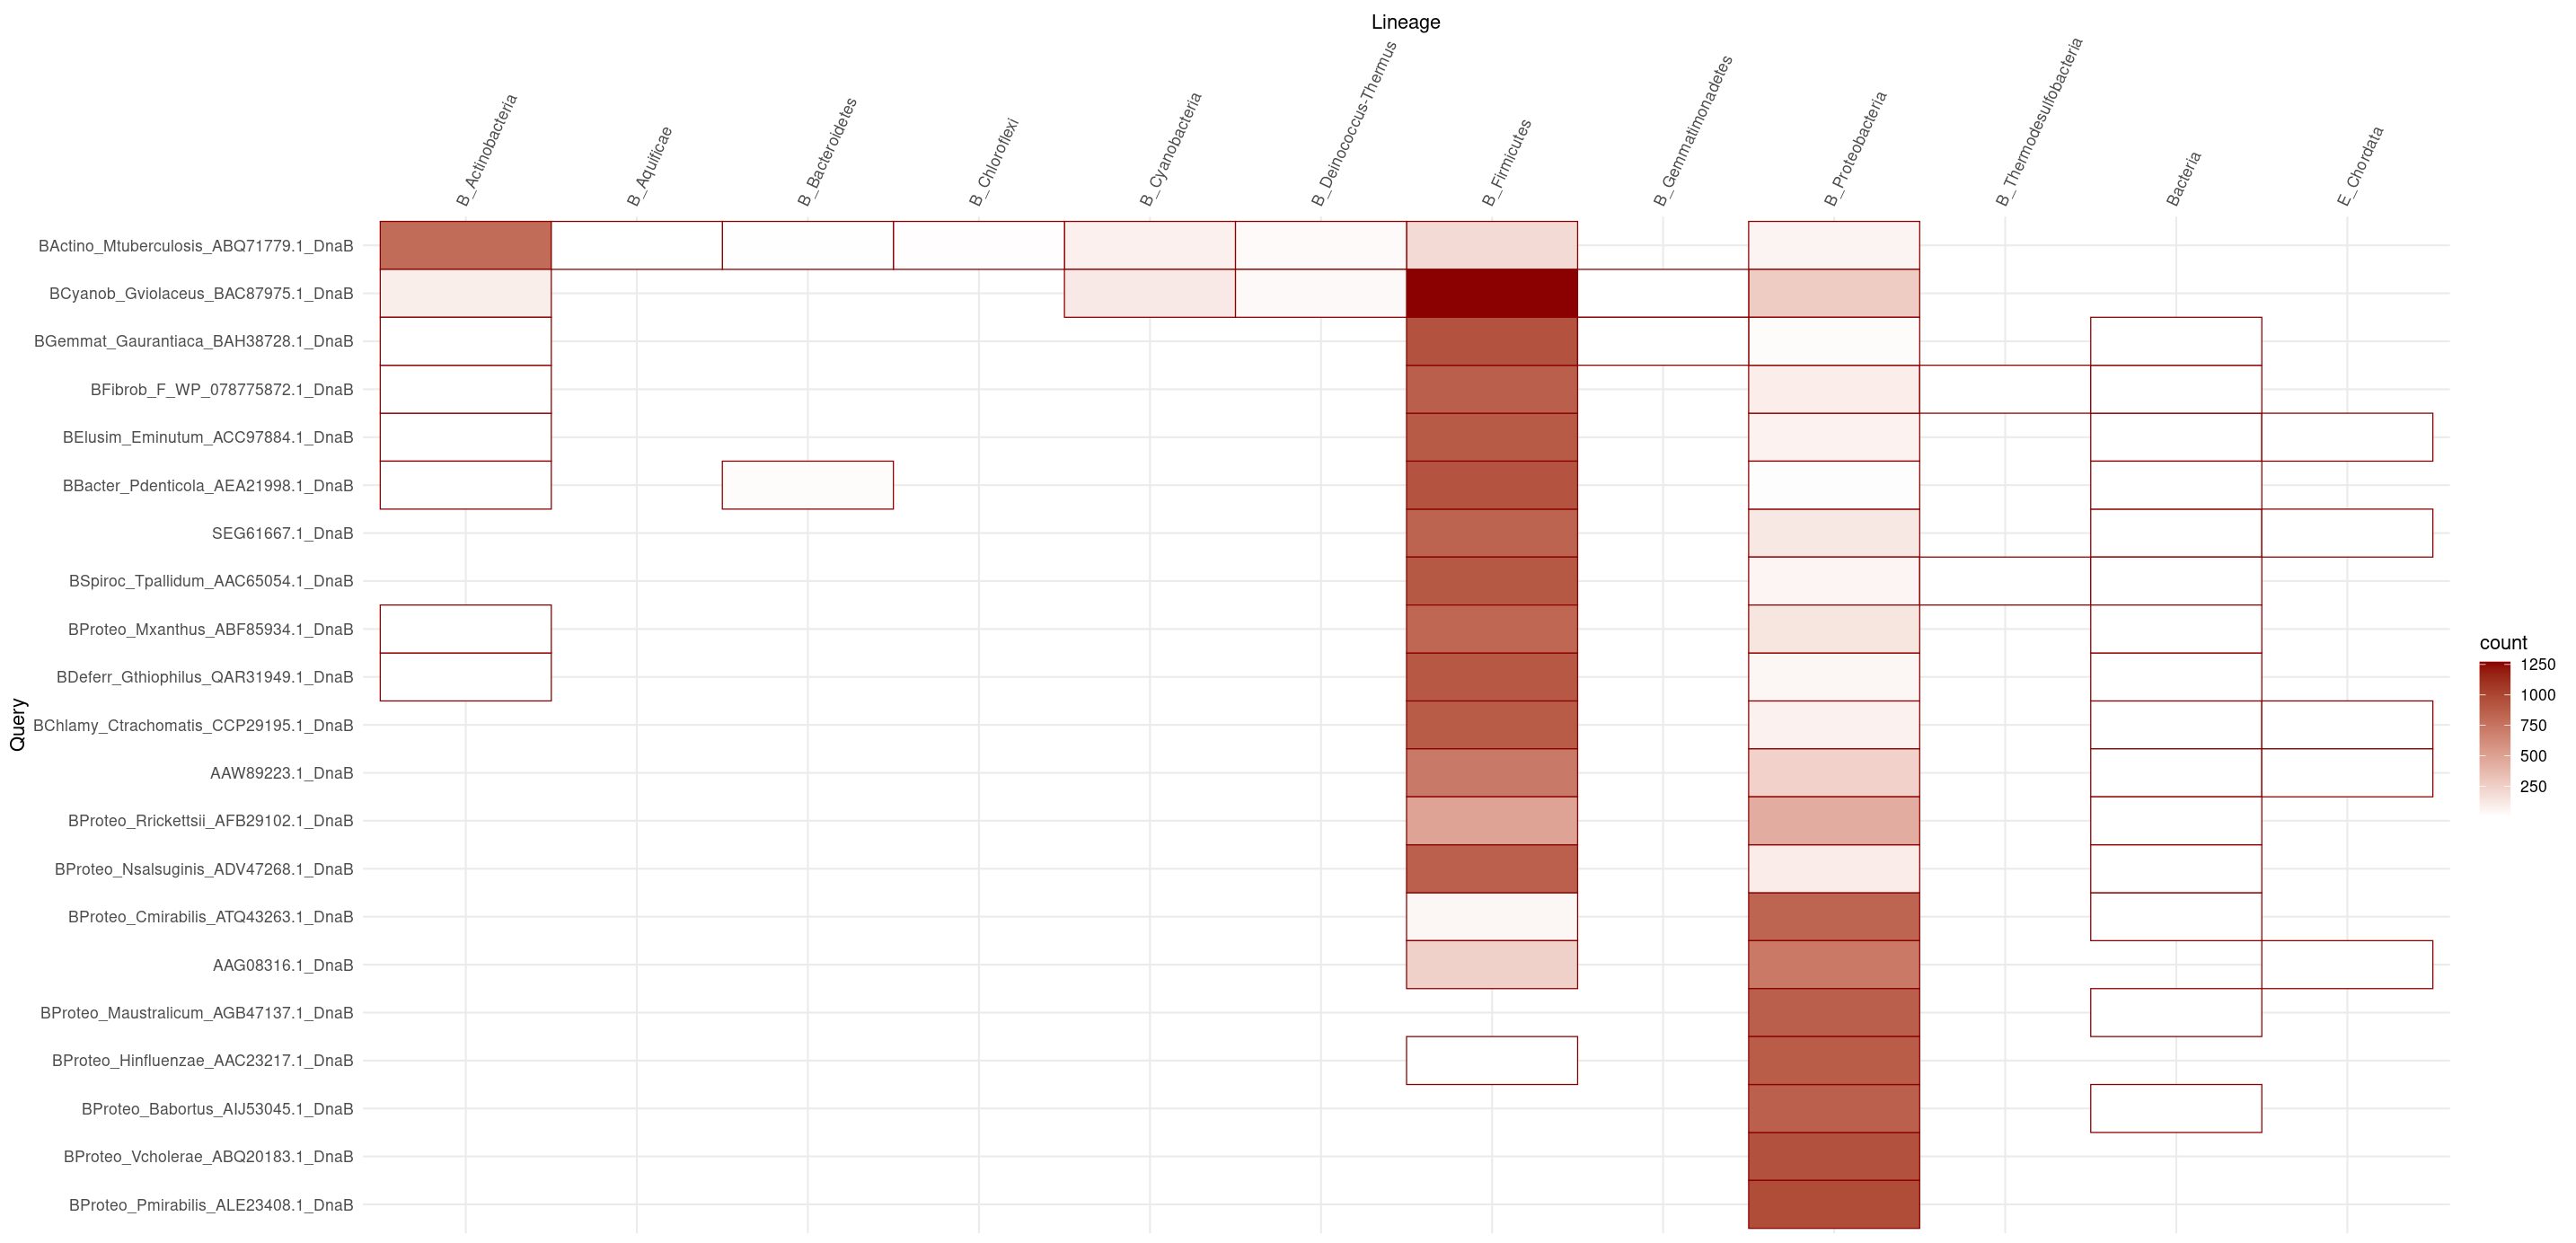 Lineage
B_Actinobacteria
B_Aquificae
B_Bacteroidetes
B_Chloroflexi
B_Cyanobacteria
B_Deinococcus-Thermus
B_Firmicutes
B_Gemmatimonadetes
B_Proteobacteria
B_Thermodesulfobacteria
Bacteria
E_Chordata
Query
BActino_Mtuberculosis_ABQ71779.1_DnaB
BCyanob_Gviolaceus_BAC87975.1_DnaB
BGemmat_Gaurantiaca_BAH38728.1_DnaB
BFibrob_F_WP_078775872.1_DnaB
BElusim_Eminutum_ACC97884.1_DnaB
BBacter_Pdenticola_AEA21998.1_DnaB
SEG61667.1_DnaB
BSpiroc_Tpallidum_AAC65054.1_DnaB
BProteo_Mxanthus_ABF85934.1_DnaB
BDeferr_Gthiophilus_QAR31949.1_DnaB
BChlamy_Ctrachomatis_CCP29195.1_DnaB
AAW89223.1_DnaB
BProteo_Rrickettsii_AFB29102.1_DnaB
BProteo_Nsalsuginis_ADV47268.1_DnaB
BProteo_Cmirabilis_ATQ43263.1_DnaB
AAG08316.1_DnaB
BProteo_Maustralicum_AGB47137.1_DnaB
BProteo_Hinfluenzae_AAC23217.1_DnaB
BProteo_Babortus_AIJ53045.1_DnaB
BProteo_Vcholerae_ABQ20183.1_DnaB
BProteo_Pmirabilis_ALE23408.1_DnaB
count
1250
1000
750
500
250